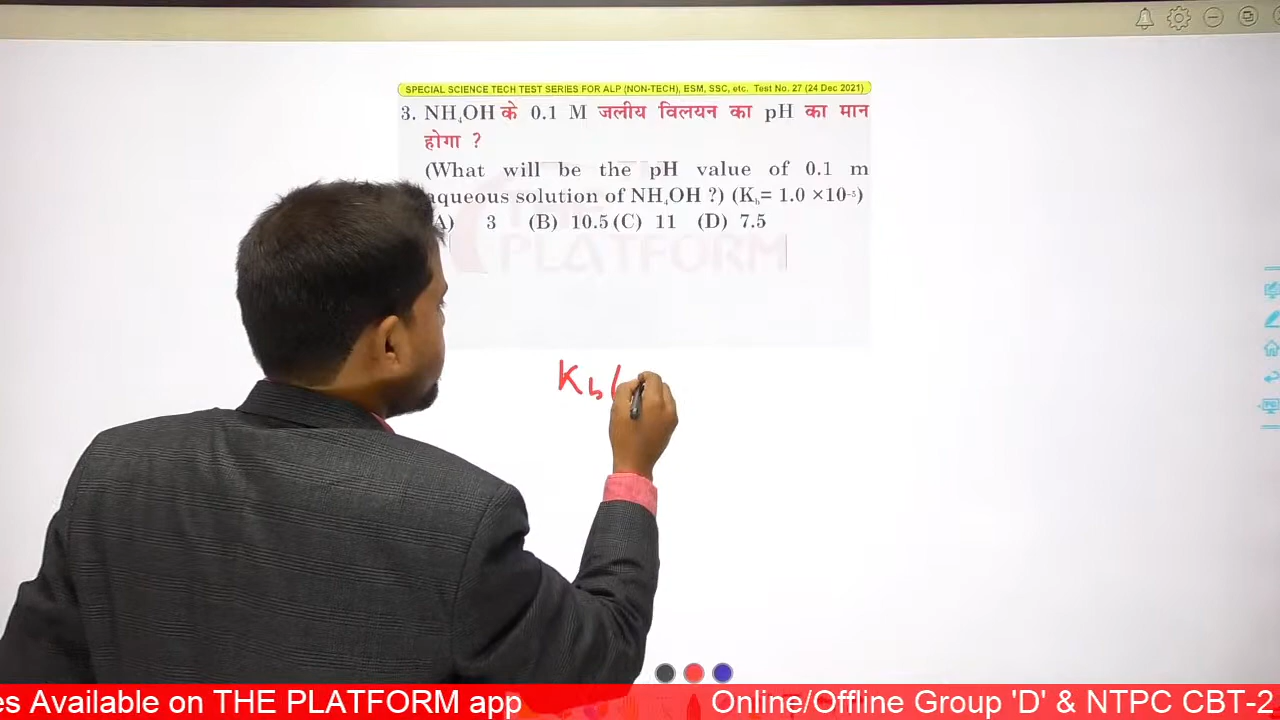 SPECIAL SCIENCE TECH TEST SERIES FOR ALP (NON-TECH), ESM, SSC, etc. Test No. 27 (24 Dec 2021)
3. NH₄OH के 0.1 M जलीय विलयन का pH का मान
होगा ?
(What will be the pH value of 0.1 m
aqueous solution of NH₄OH ?) (Kb= 1.0 ×10⁻⁵)
A) 3 (B) 10.5 (C) 11 (D) 7.5
PLATFORM
Kb(
es Available on THE PLATFORM app Online/Offline Group 'D' & NTPC CBT-2